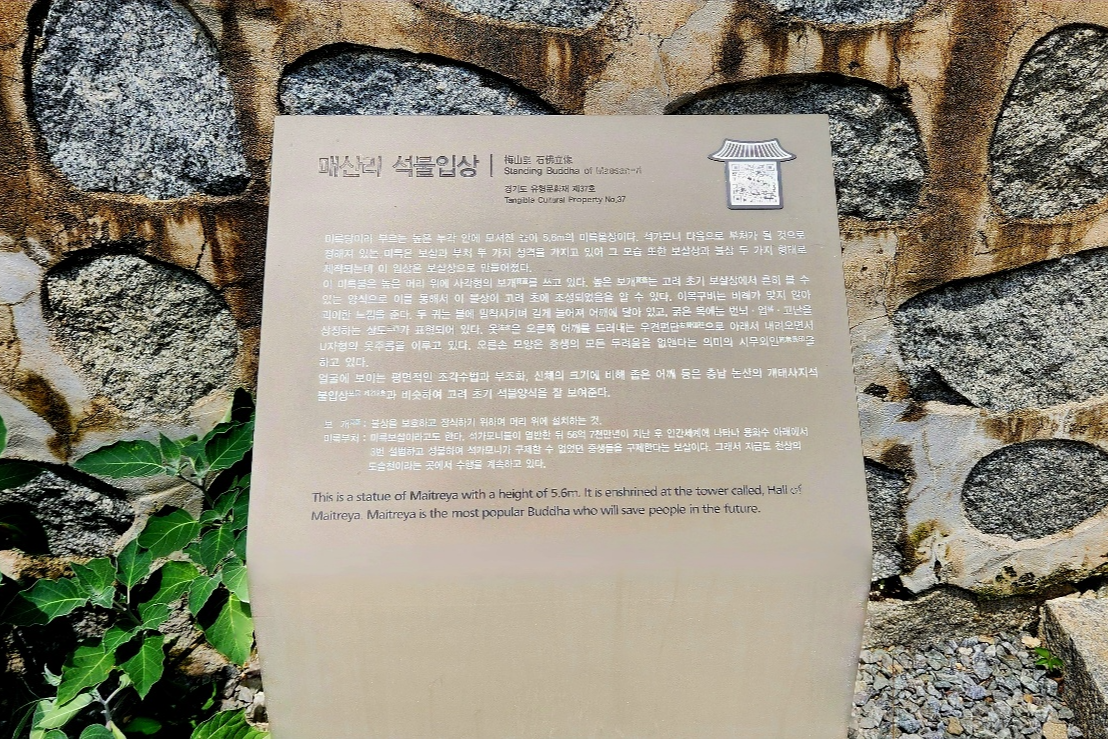 매산리 석불입상
梅山里 石佛立像
Standing Buddha of Maesan-ri
경기도 유형문화재 제37호
Tangible Cultural Property No.37
미륵당이라 부르는 높은 누각 안에 모셔진 높이 5.6m의 미륵불상이다. 석가모니 다음으로 부처가 될 것으로
정해져 있는 미륵은 보살과 부처 두 가지 성격을 가지고 있어 그 모습 또한 보살상과 불상 두 가지 형태로
제작되는데 이 입상은 보살상으로 만들어졌다.
이 미륵불은 높은 머리 위에 사각형의 보개를 쓰고 있다. 높은 보개는 고려 초기 보살상에서 흔히 볼 수
있는 양식으로 이를 통해서 이 불상이 고려 초에 조성되었음을 알 수 있다. 이목구비는 비례가 맞지 않아
괴이한 느낌을 준다. 두 귀는 볼에 밀착시키며 길게 늘어져 어깨에 닿아 있고, 굵은 목에는 번뇌·업·고난을
상징하는 삼도가 표현되어 있다. 옷은 오른쪽 어깨를 드러내는 우견편단으로 아래서 내리오면서
U자형의 옷주름을 이루고 있다. 오른손 모양은 중생의 모든 두려움을 없앤다는 의미의 시무외인을
하고 있다.
얼굴에 보이는 평면적인 조각수법과 부조화, 신체의 크기에 비해 좁은 어깨 등은 충남 논산의 개태사지석
불입상과 비슷하여 고려 초기 석불양식을 잘 보여준다.
보 개 : 불상을 보호하고 장식하기 위하여 머리 위에 설치하는 것.
미륵부처 : 미륵보살이라고도 한다. 석가모니불이 열반한 뒤 56억 7천만년이 지난 후 인간세계에 나타나 용화수 아래에서
3번 설법하고 성불하여 석가모니가 구제할 수 없었던 중생들을 구제한다는 보살이다. 그래서 지금도 천상의
도솔천이라는 곳에서 수행을 계속하고 있다.
This is a statue of Maitreya with a height of 5.6m. It is enshrined at the tower called, Hall of
Maitreya. Maitreya is the most popular Buddha who will save people in the future.